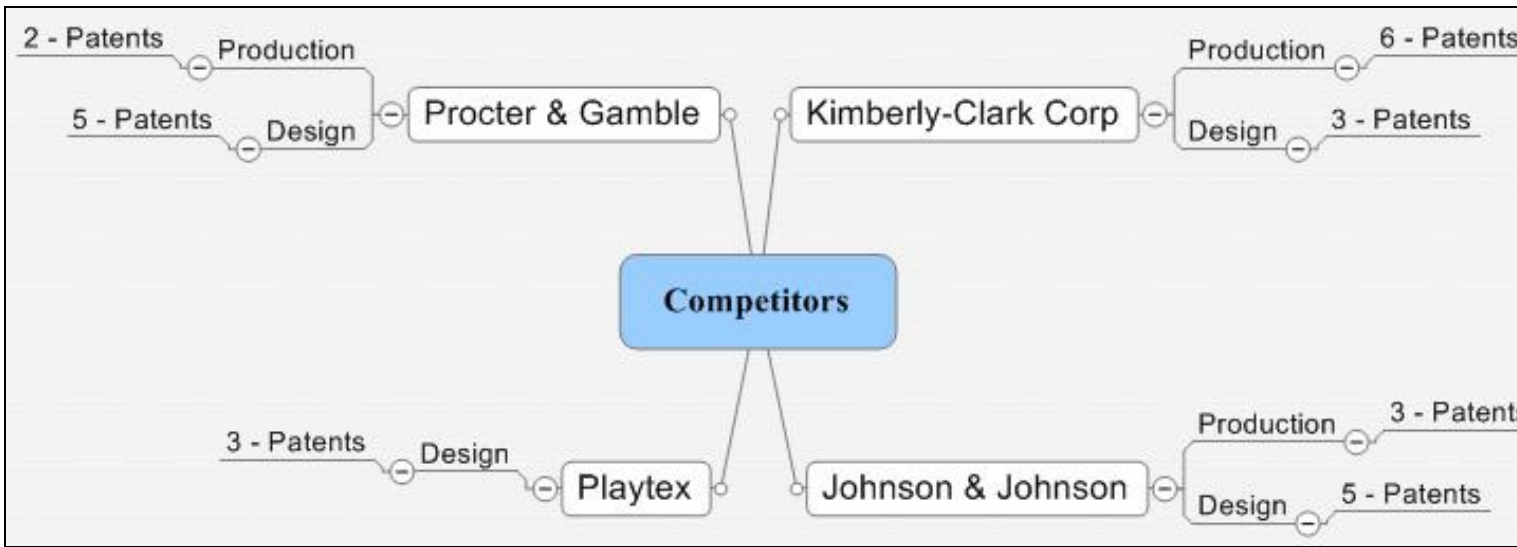 2 - Patents
Production
Procter & Gamble
5 - Patents
Design
Kimberly-Clark Corp
Production
6 - Patents
Design
3 - Patents
Competitors
3 - Patents
Design
Playtex
Johnson & Johnson
Production
3 - Patents
Design
5 - Patents